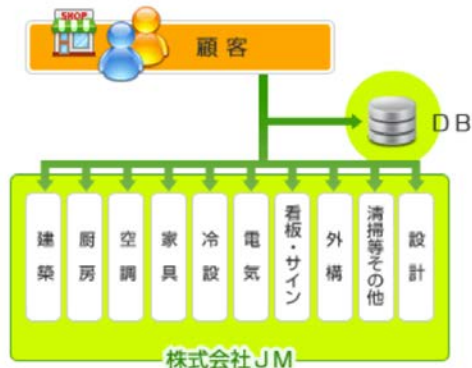 SHOP
顧客
DB
建築
厨房
空調
家具
冷設
電気
看板・サイン
外構
清掃等その他
設計
株式会社JM